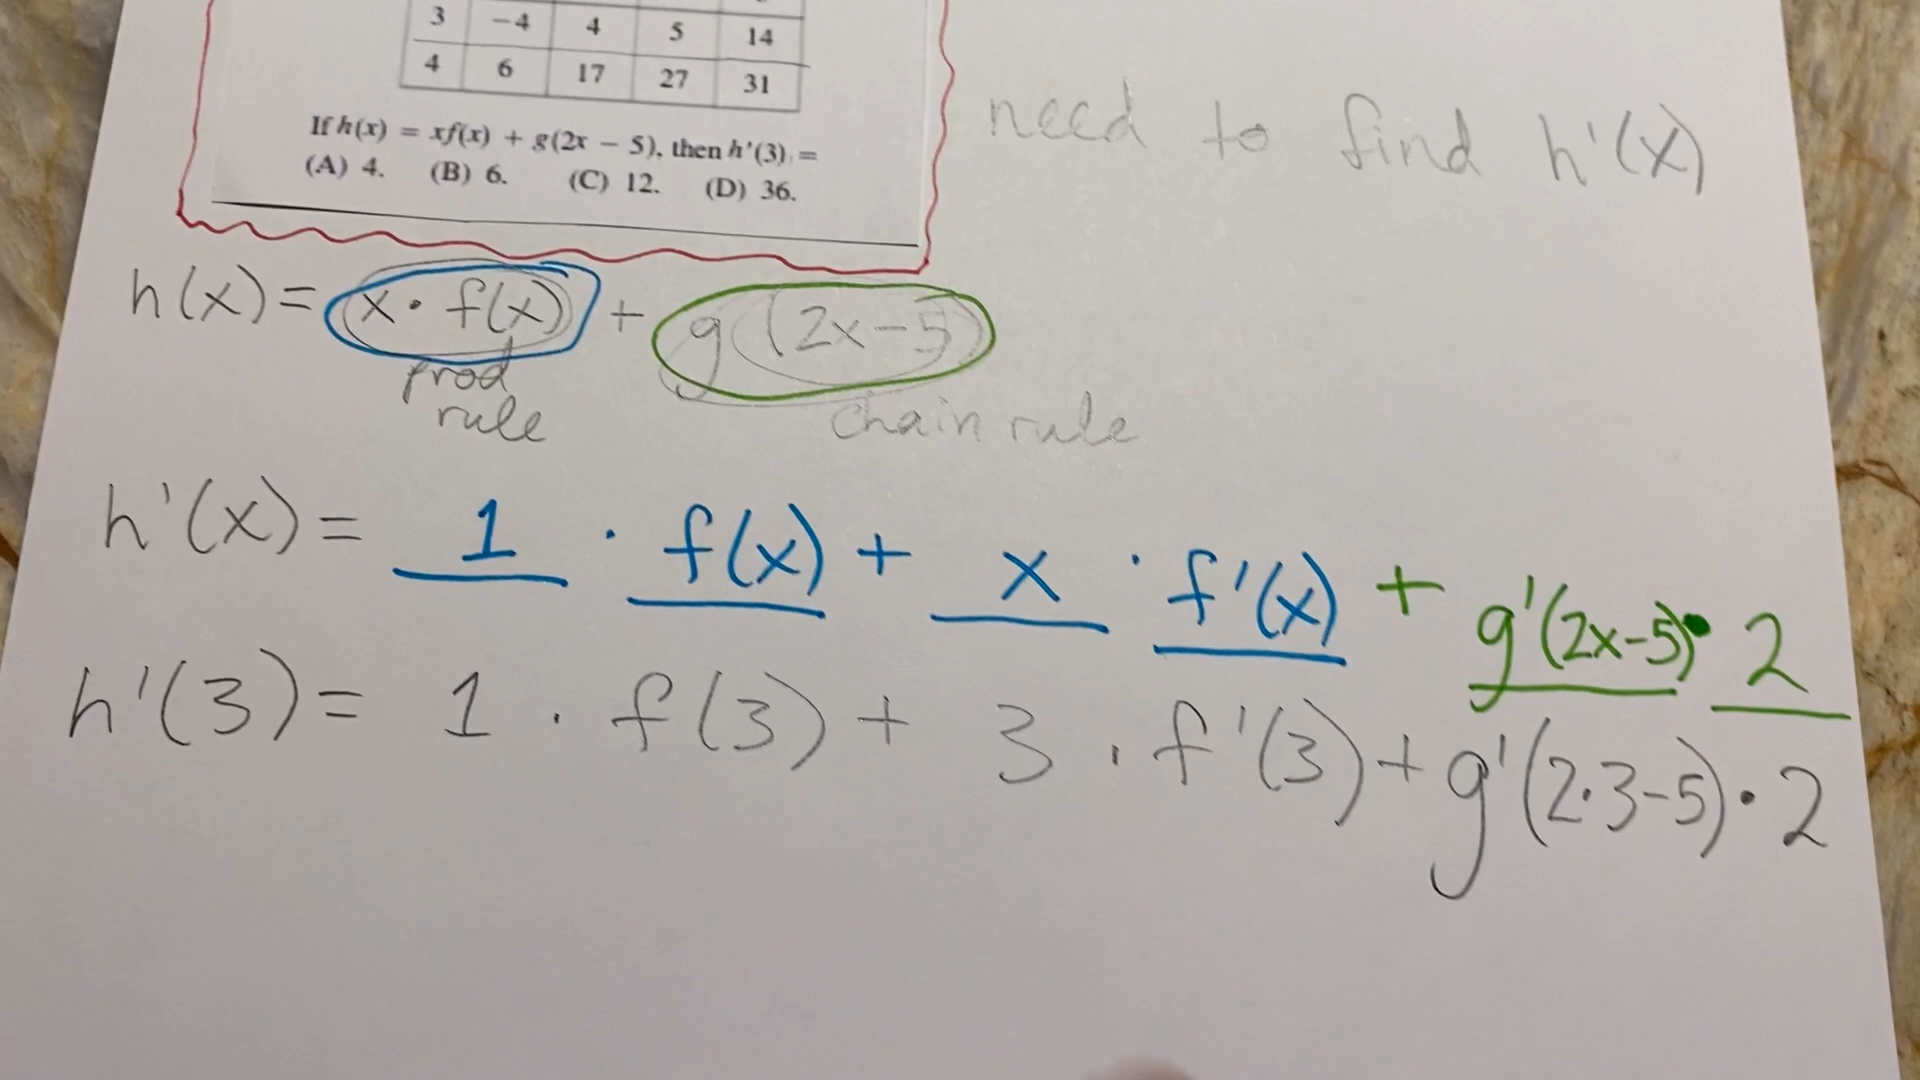 3 −4 4 5 14
4 6 17 27 31
If h(x) = xf(x) + g(2x − 5), then h'(3) =
(A) 4. (B) 6. (C) 12. (D) 36.
need to find h'(x)
h(x) = x · f(x) + g(2x−5)
prod rule
chain rule
h'(x) = 1 · f(x) + x · f'(x) + g'(2x−5) · 2
h'(3) = 1 · f(3) + 3 · f'(3) + g'(2·3−5) · 2